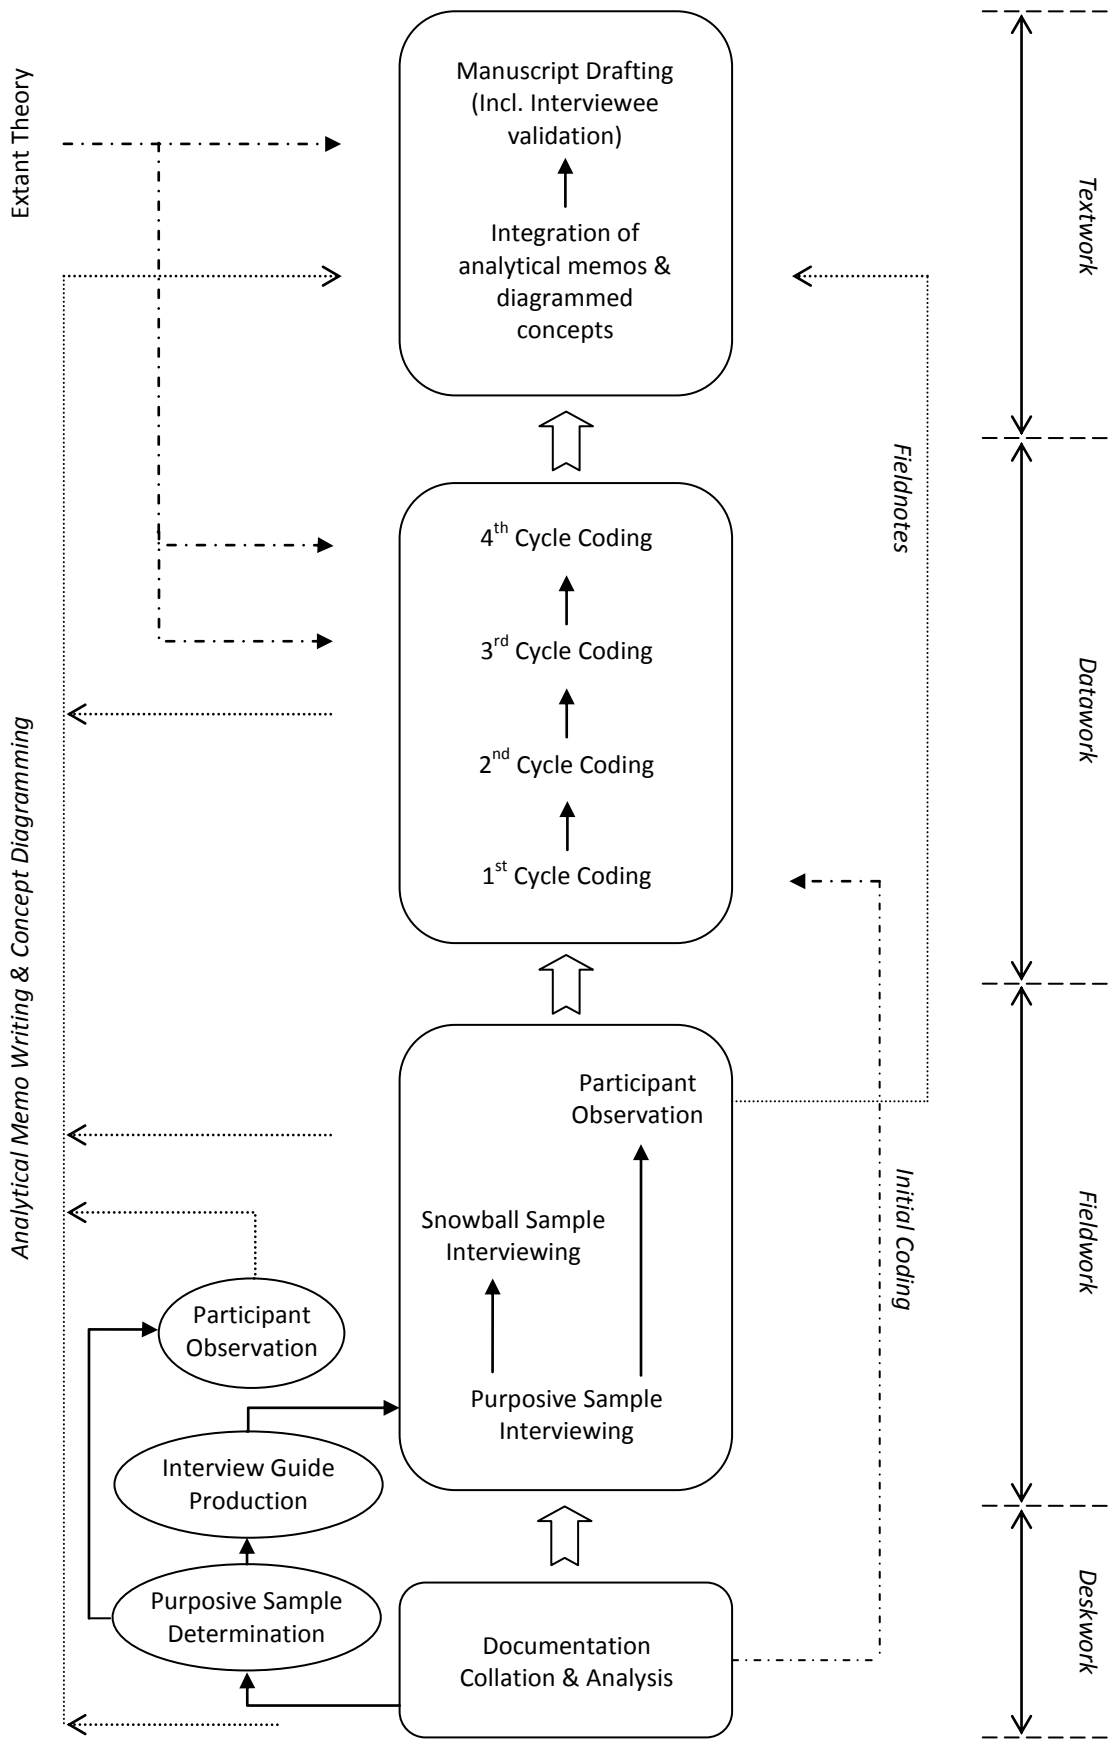 Extant Theory
Manuscript Drafting
(Incl. Interviewee
validation)
Integration of
analytical memos &
diagrammed
concepts
Textwork
Fieldnotes
4th Cycle Coding
3rd Cycle Coding
2nd Cycle Coding
1st Cycle Coding
Datawork
Analytical Memo Writing & Concept Diagramming
Participant
Observation
Snowball Sample
Interviewing
Purposive Sample
Interviewing
Initial Coding
Fieldwork
Participant
Observation
Interview Guide
Production
Purposive Sample
Determination
Documentation
Collation & Analysis
Deskwork